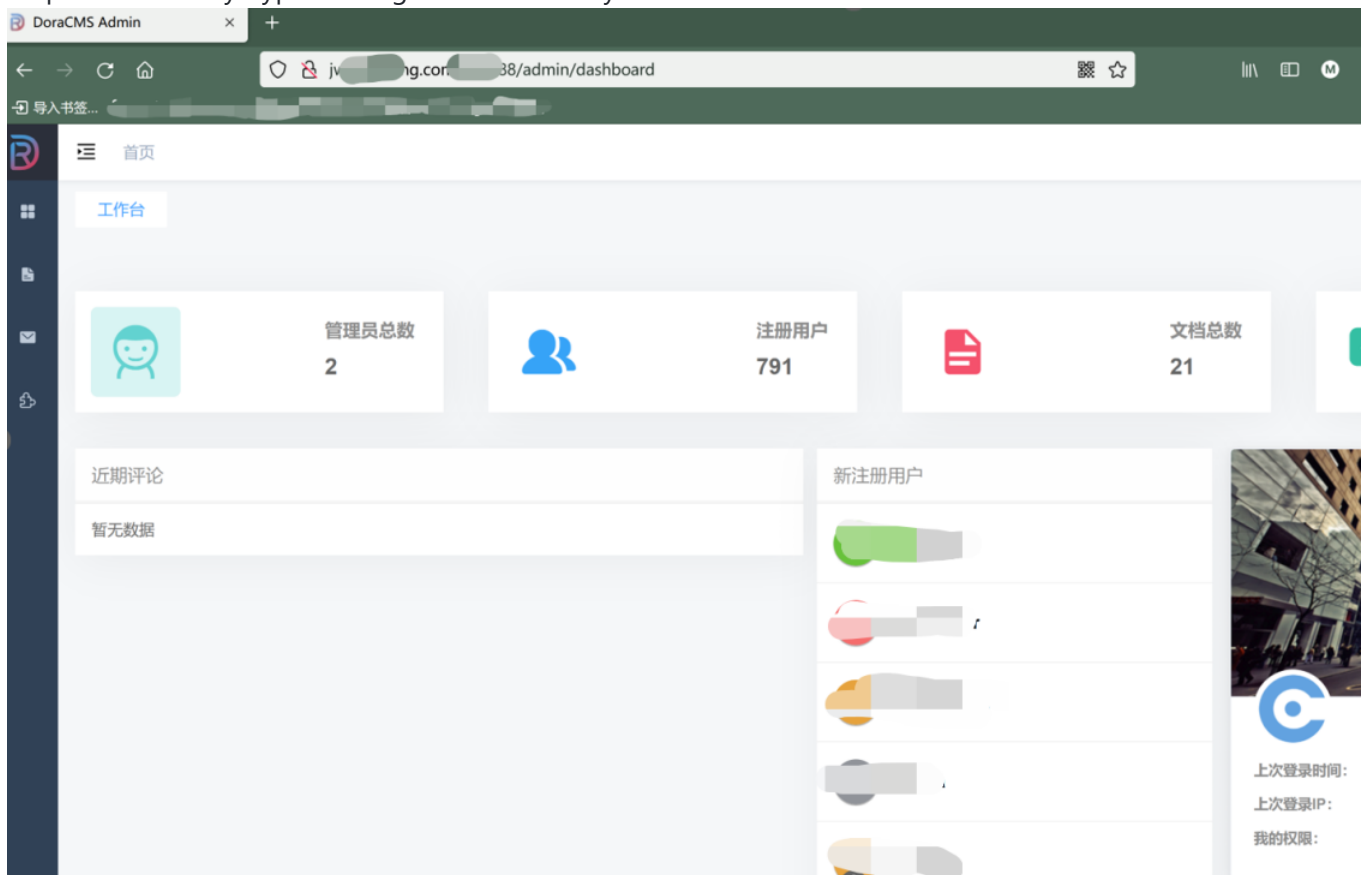 DoraCMS Admin
38/admin/dashboard
M
导入书签...
首页
工作台
管理员总数
2
注册用户
791
文档总数
21
近期评论
暂无数据
新注册用户
上次登录时间:
上次登录IP:
我的权限: